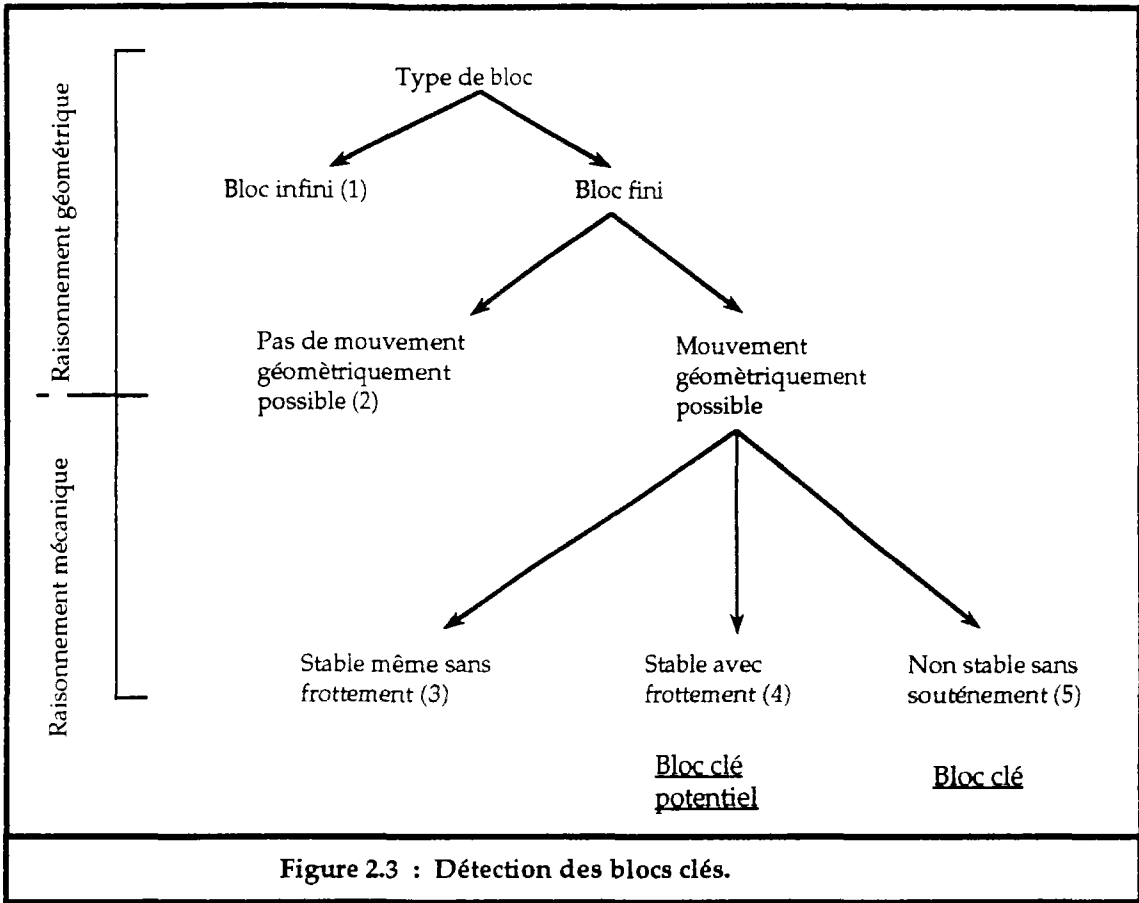 Raisonnement géométrique
Raisonnement mécanique
Type de bloc
Bloc infini (1)
Bloc fini
Pas de mouvement
géomètriquement
possible (2)
Mouvement
géomètriquement
possible
Stable même sans
frottement (3)
Stable avec
frottement (4)
Non stable sans
souténement (5)
Bloc clé
potentiel
Bloc clé
Figure 2.3 : Détection des blocs clés.